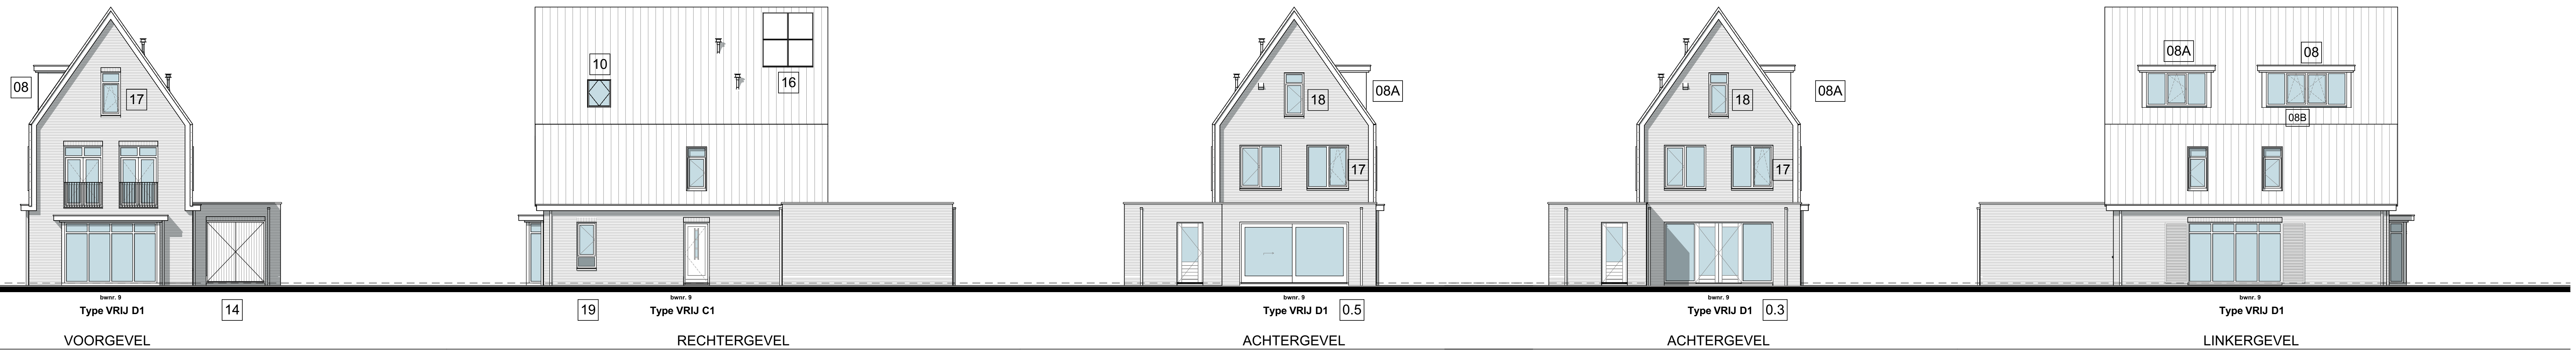 08
17
bwnr. 9
Type VRIJ D1
14
VOORGEVEL
10
16
19
bwnr. 9
Type VRIJ C1
RECHTERGEVEL
18
08A
17
bwnr. 9
Type VRIJ D1
0.5
ACHTERGEVEL
18
08A
17
bwnr. 9
Type VRIJ D1
0.3
ACHTERGEVEL
08A
08
08B
bwnr. 9
Type VRIJ D1
LINKERGEVEL